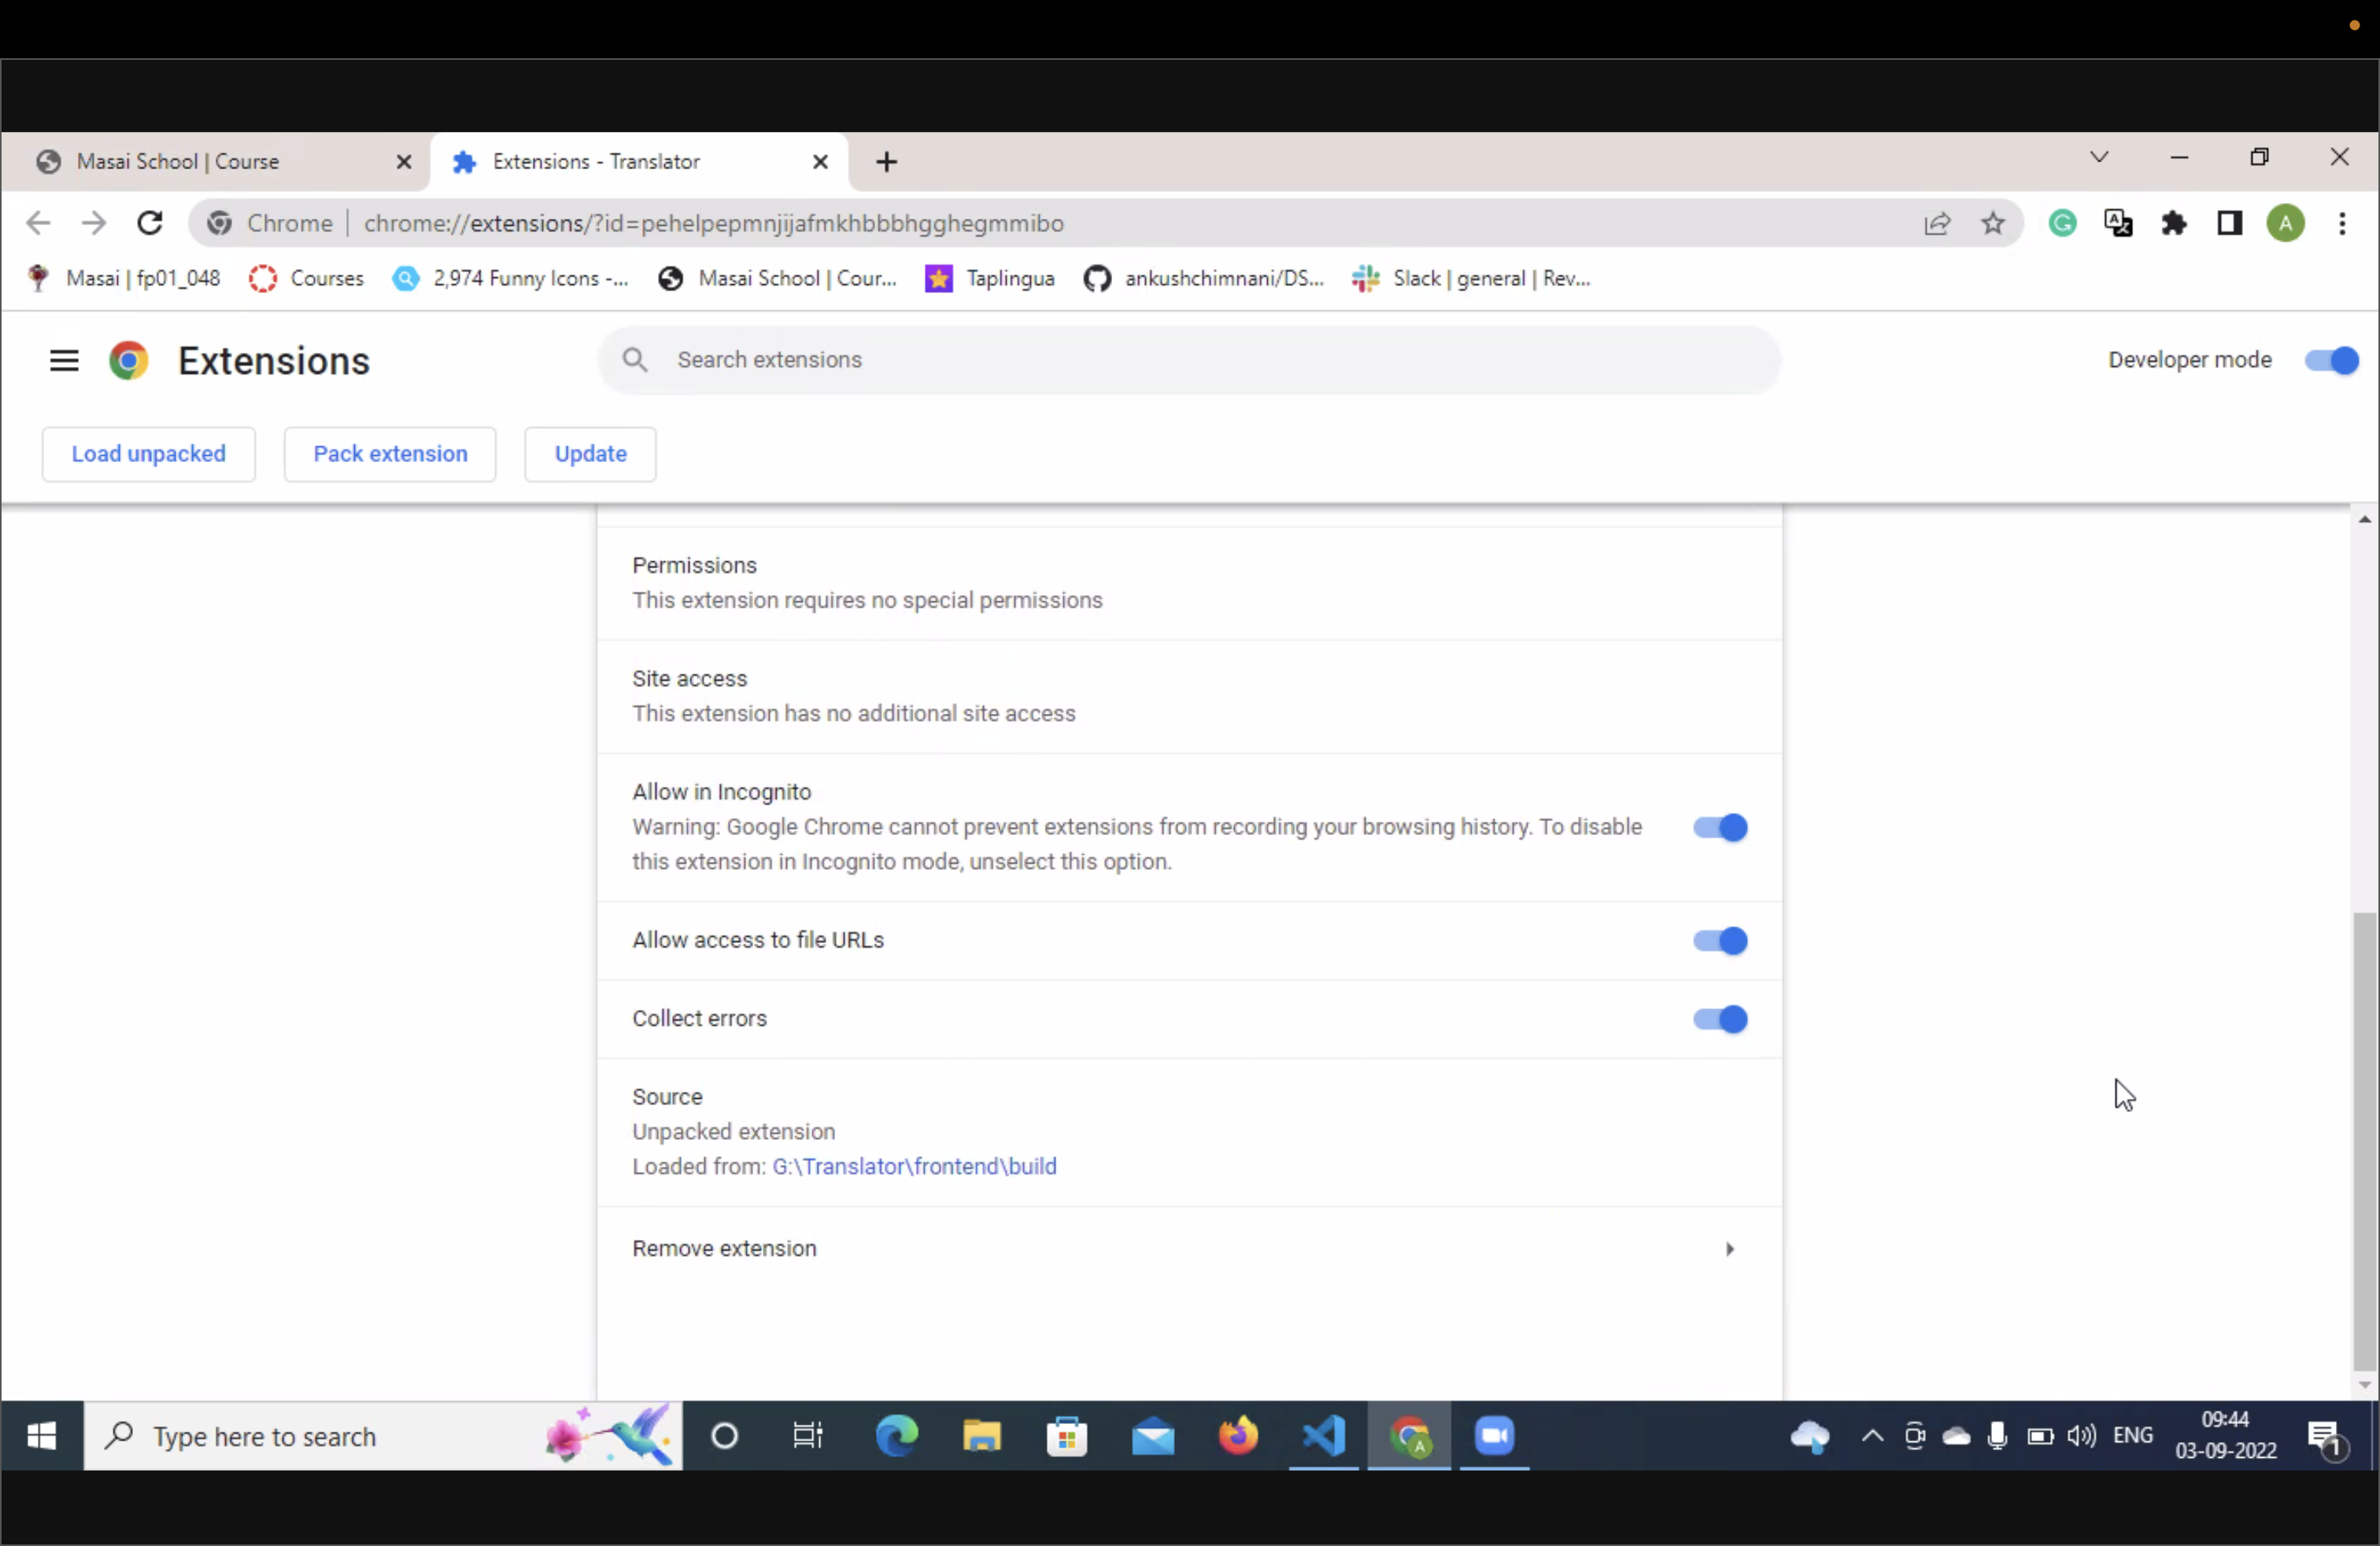 Masai School | Course
Extensions - Translator
Chrome
chrome://extensions/?id=pehelpepmnjijafmkhbbbhgghegmmibo
A
Masai | fp01_048
Courses
2,974 Funny Icons -...
Masai School | Cour...
Taplingua
ankushchimnani/DS...
Slack | general | Rev...
Extensions
Search extensions
Developer mode
Load unpacked
Pack extension
Update
Permissions
This extension requires no special permissions
Site access
This extension has no additional site access
Allow in Incognito
Warning: Google Chrome cannot prevent extensions from recording your browsing history. To disable
this extension in Incognito mode, unselect this option.
Allow access to file URLs
Collect errors
Source
Unpacked extension
Loaded from: G:\Translator\frontend\build
Remove extension
Type here to search
A
ENG
09:44
03-09-2022
1